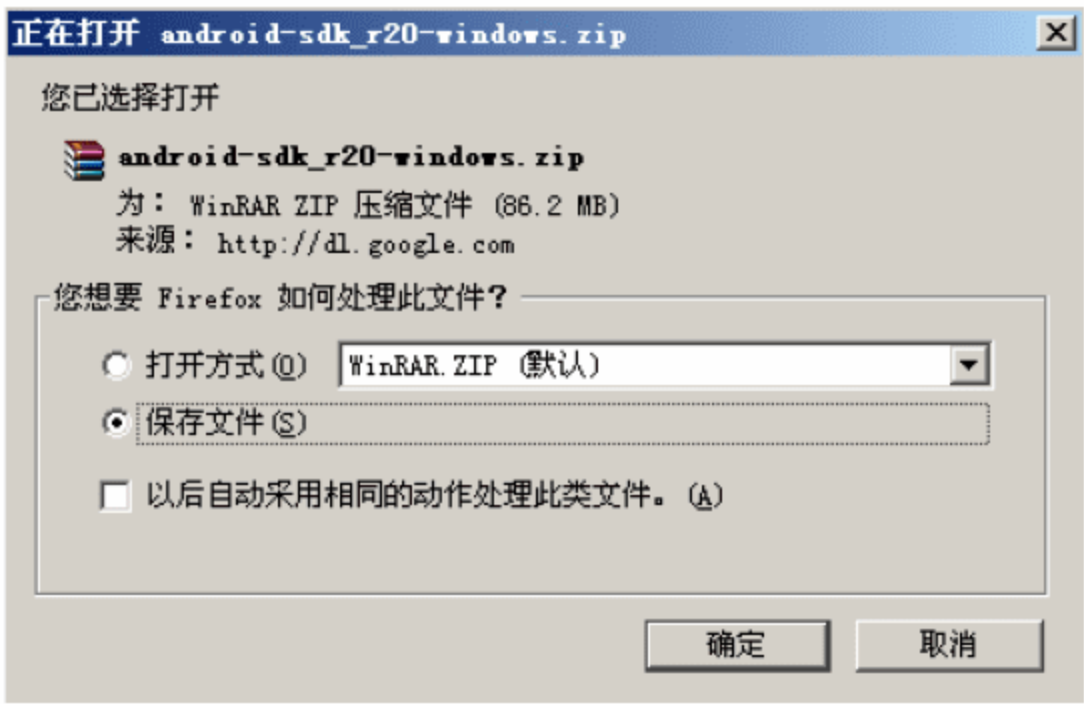 正在打开 android-sdk_r20-windows.zip
您已选择打开
android-sdk_r20-windows.zip
为： WinRAR ZIP 压缩文件 (86.2 MB)
来源： http://dl.google.com
您想要 Firefox 如何处理此文件？
打开方式(O) WinRAR.ZIP (默认)
保存文件(S)
以后自动采用相同的动作处理此类文件。(A)
确定 取消